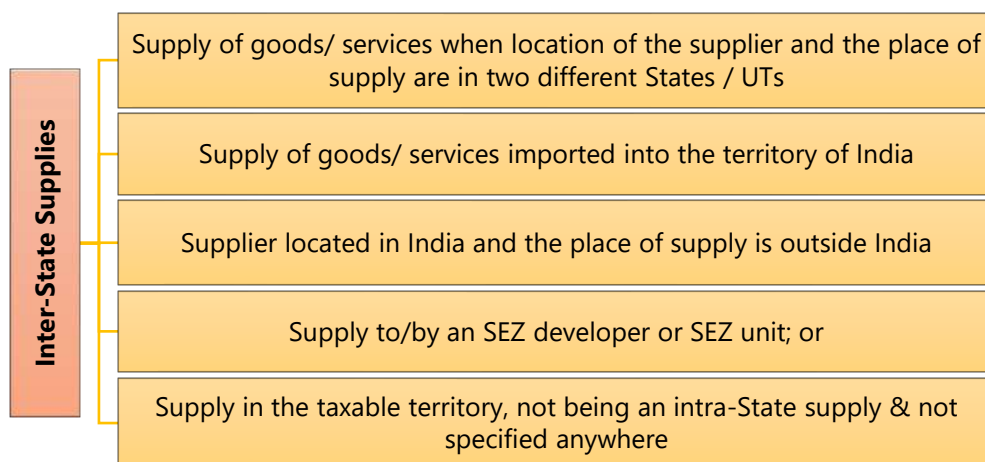 Inter-State Supplies
Supply of goods/ services when location of the supplier and the place of
supply are in two different States / UTs
Supply of goods/ services imported into the territory of India
Supplier located in India and the place of supply is outside India
Supply to/by an SEZ developer or SEZ unit; or
Supply in the taxable territory, not being an intra-State supply & not
specified anywhere